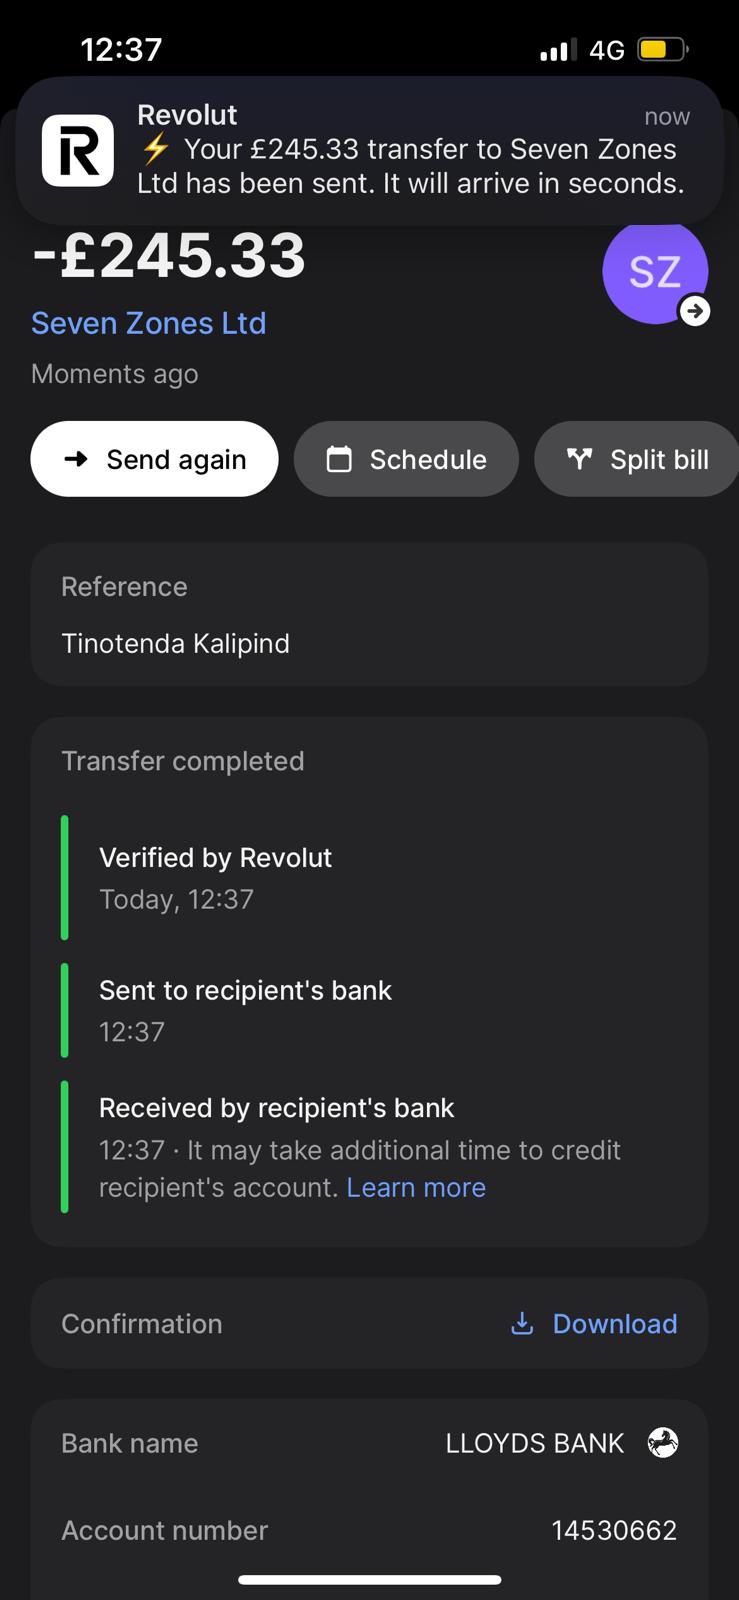 12:37
4G
Revolut
now
⚡ Your £245.33 transfer to Seven Zones
Ltd has been sent. It will arrive in seconds.
-£245.33
SZ
Seven Zones Ltd
Moments ago
Send again
Schedule
Split bill
Reference
Tinotenda Kalipind
Transfer completed
Verified by Revolut
Today, 12:37
Sent to recipient's bank
12:37
Received by recipient's bank
12:37 · It may take additional time to credit
recipient's account. Learn more
Confirmation
Download
Bank name
LLOYDS BANK
Account number
14530662